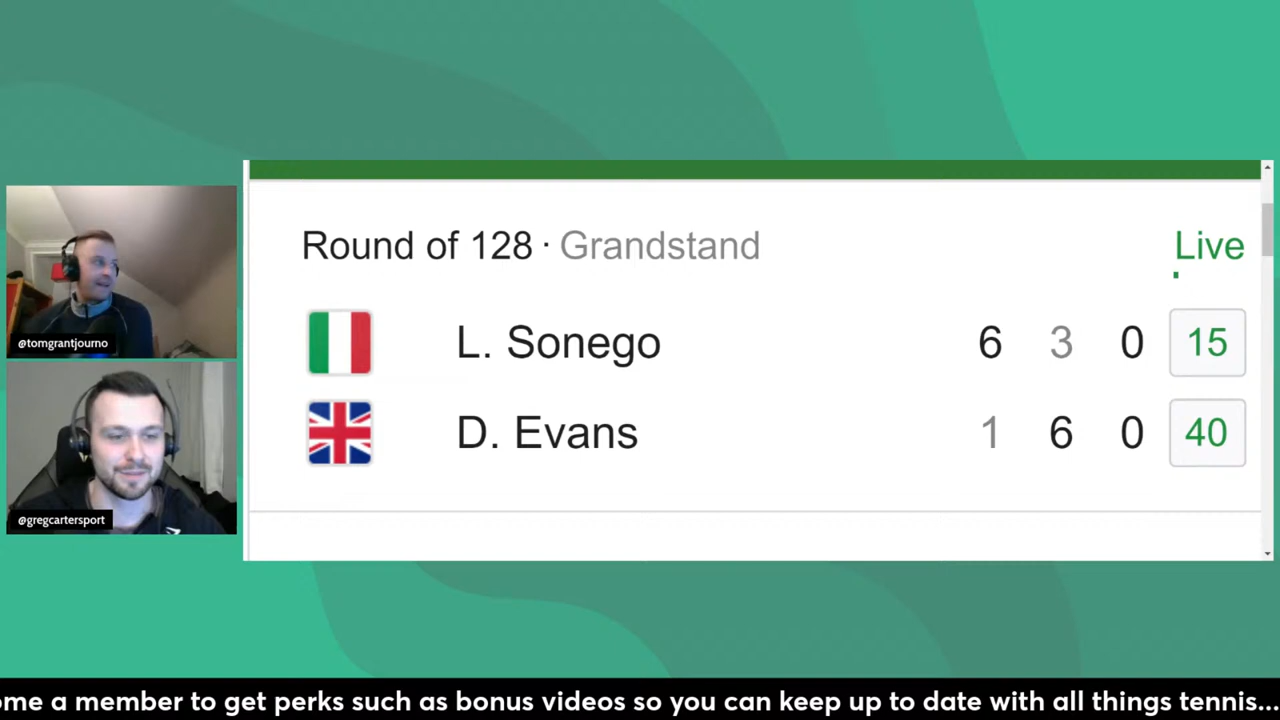 Round of 128 · Grandstand Live
L. Sonego 6 3 0 15
D. Evans 1 6 0 40
@tomgrantjourno
@gregcartersport
ome a member to get perks such as bonus videos so you can keep up to date with all things tennis...